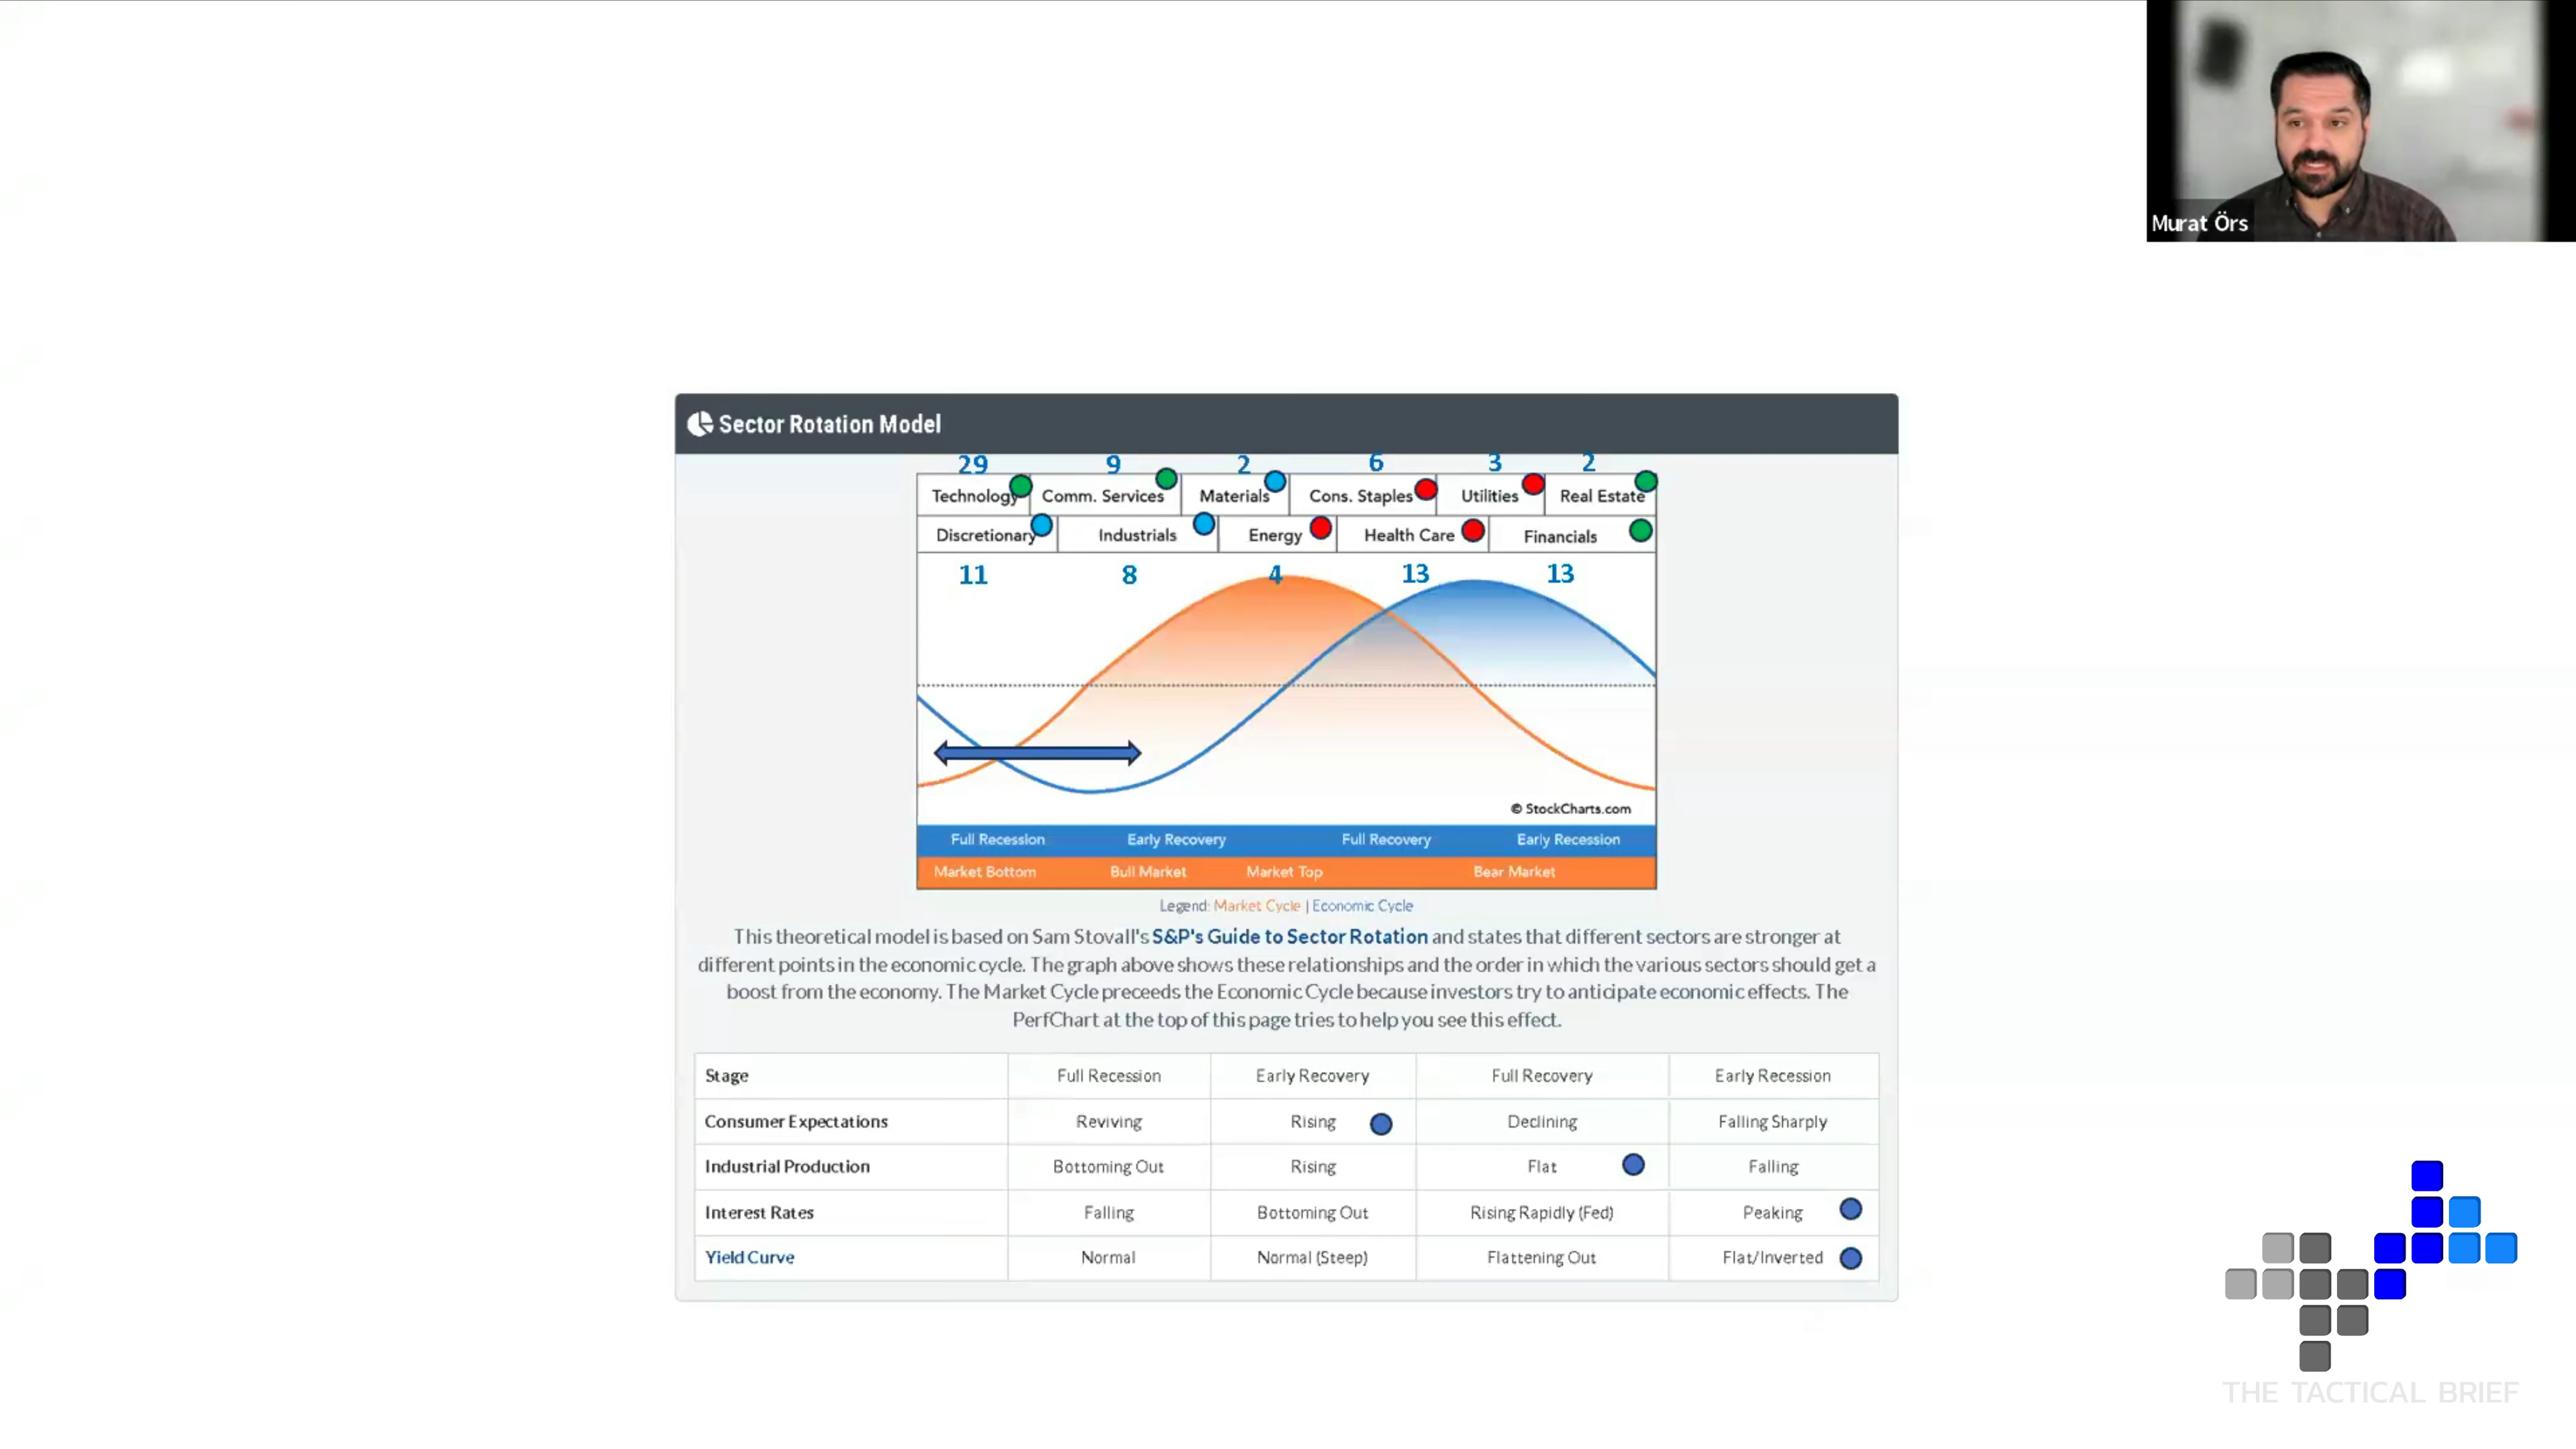 Murat Örs
Sector Rotation Model
29 9 2 6 3 2
Technology Comm. Services Materials Cons. Staples Utilities Real Estate
Discretionary Industrials Energy Health Care Financials
11 8 4 13 13
© StockCharts.com
Full Recession Early Recovery Full Recovery Early Recession
Market Bottom Bull Market Market Top Bear Market
Legend: Market Cycle | Economic Cycle
This theoretical model is based on Sam Stovall's S&P's Guide to Sector Rotation and states that different sectors are stronger at
different points in the economic cycle. The graph above shows these relationships and the order in which the various sectors should get a
boost from the economy. The Market Cycle preceeds the Economic Cycle because investors try to anticipate economic effects. The
PerfChart at the top of this page tries to help you see this effect.
Stage Full Recession Early Recovery Full Recovery Early Recession
Consumer Expectations Reviving Rising Declining Falling Sharply
Industrial Production Bottoming Out Rising Flat Falling
Interest Rates Falling Bottoming Out Rising Rapidly (Fed) Peaking
Yield Curve Normal Normal (Steep) Flattening Out Flat/Inverted
THE TACTICAL BRIEF